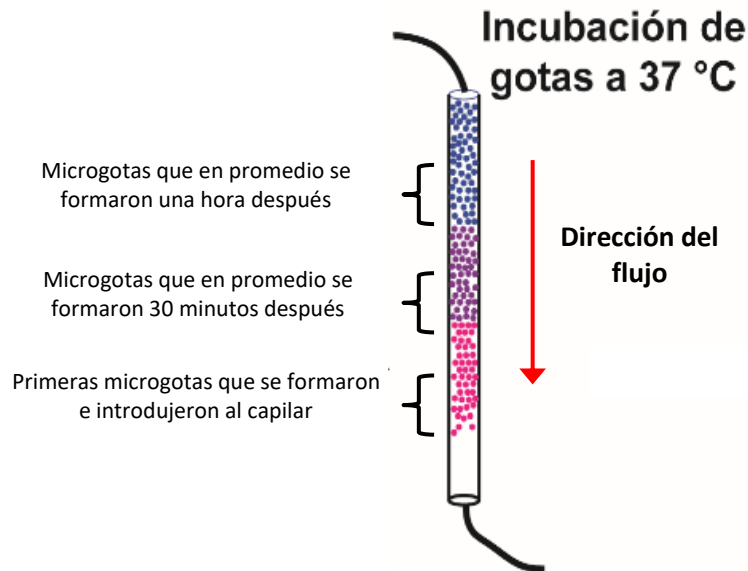 Incubación de
gotas a 37 °C
Microgotas que en promedio se
formaron una hora después
Dirección del
flujo
Microgotas que en promedio se
formaron 30 minutos después
Primeras microgotas que se formaron
e introdujeron al capilar